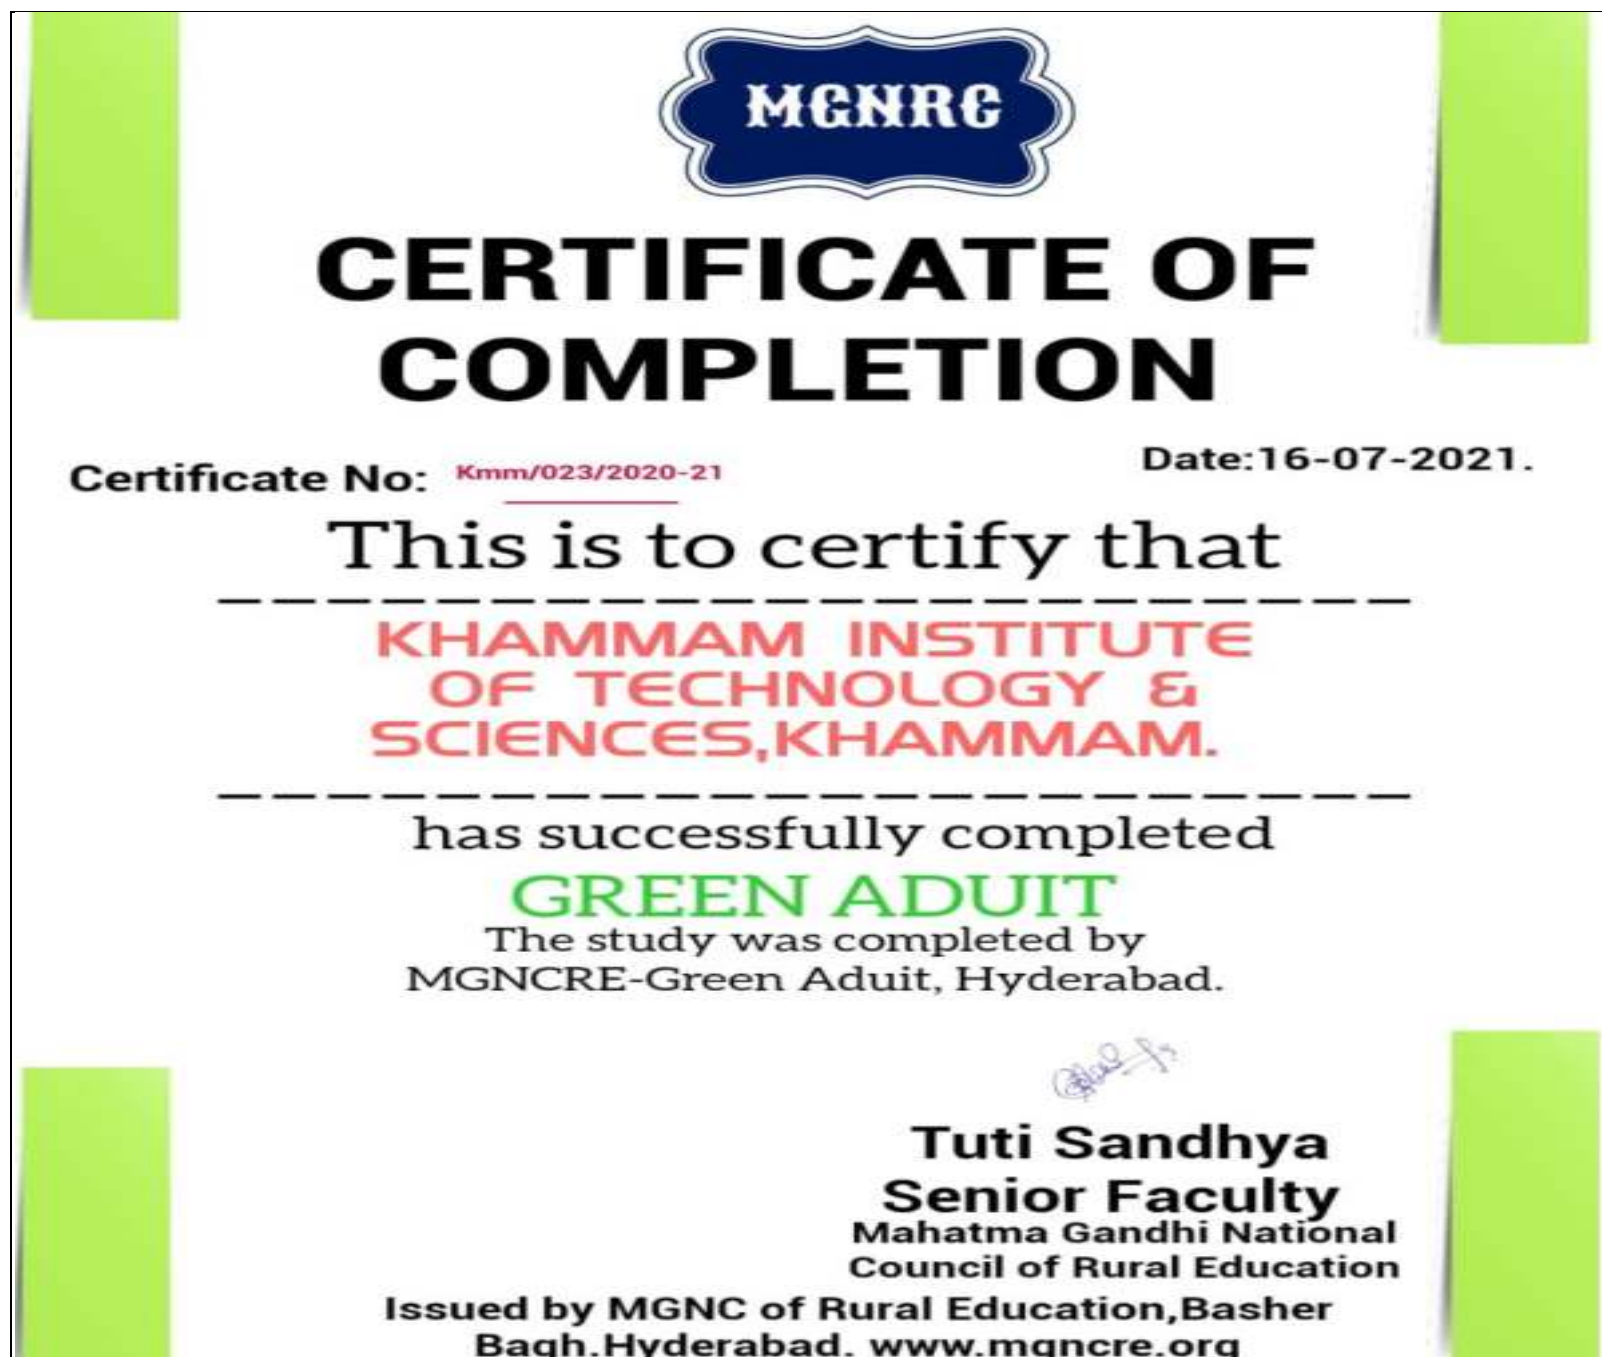 MGNRC
CERTIFICATE OF
COMPLETION
Certificate No: Kmm/023/2020-21
Date:16-07-2021.
This is to certify that
KHAMMAM INSTITUTE
OF TECHNOLOGY &
SCIENCES,KHAMMAM.
has successfully completed
GREEN ADUIT
The study was completed by
MGNCRE-Green Aduit, Hyderabad.
Tuti Sandhya
Senior Faculty
Mahatma Gandhi National
Council of Rural Education
Issued by MGNC of Rural Education,Basher
Bagh,Hyderabad. www.mgncre.org